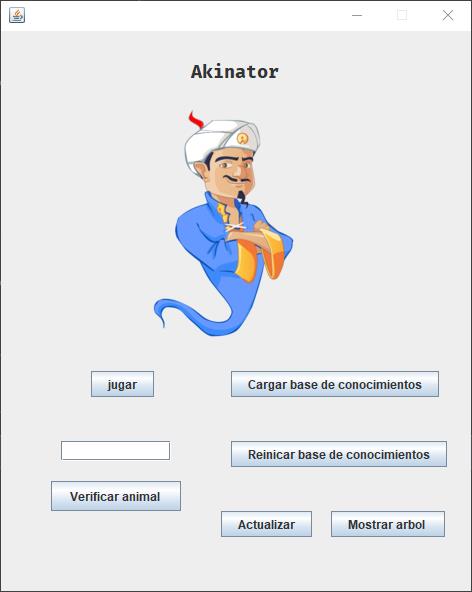 Akinator
jugar
Cargar base de conocimientos
Reinicar base de conocimientos
Verificar animal
Actualizar
Mostrar arbol